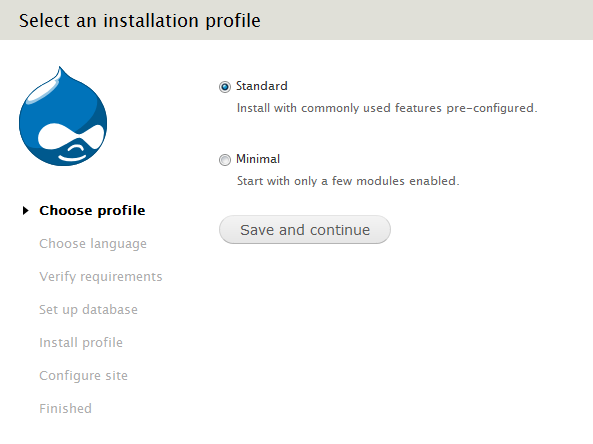 Select an installation profile
Standard
Install with commonly used features pre-configured.
Minimal
Start with only a few modules enabled.
Save and continue
Choose profile
Choose language
Verify requirements
Set up database
Install profile
Configure site
Finished